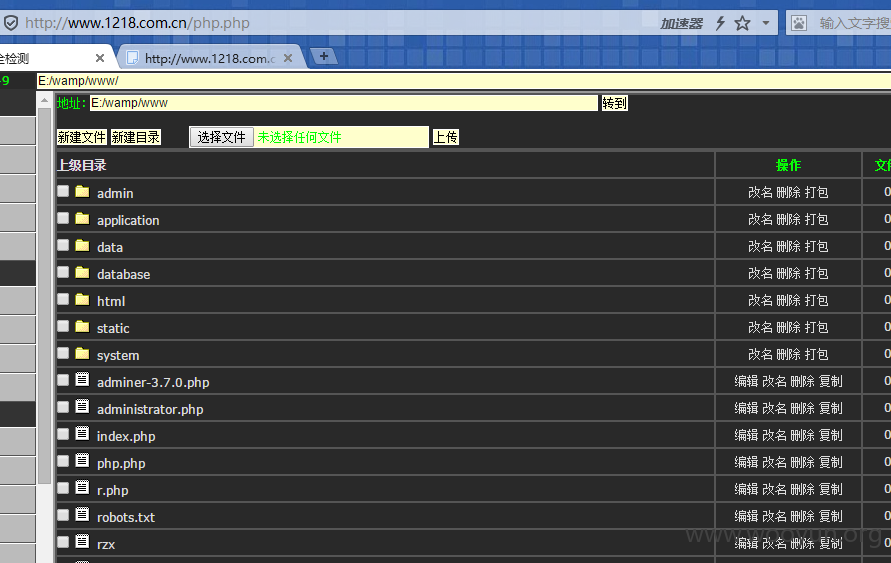 http://www.1218.com.cn/php.php 加速器 输入文字搜
全检测 http://www.1218.com.c
-9 E:/wamp/www/
地址: E:/wamp/www 转到
新建文件 新建目录 选择文件 未选择任何文件 上传
上级目录 操作 文件
admin 改名 删除 打包 0
application 改名 删除 打包 0
data 改名 删除 打包 0
database 改名 删除 打包 0
html 改名 删除 打包 0
static 改名 删除 打包 0
system 改名 删除 打包 0
adminer-3.7.0.php 编辑 改名 删除 复制 0
administrator.php 编辑 改名 删除 复制 0
index.php 编辑 改名 删除 复制 0
php.php 编辑 改名 删除 复制 0
r.php 编辑 改名 删除 复制 0
robots.txt 编辑 改名 删除 复制 0
rzx 编辑 改名 删除 复制 0
www.wooyun.org